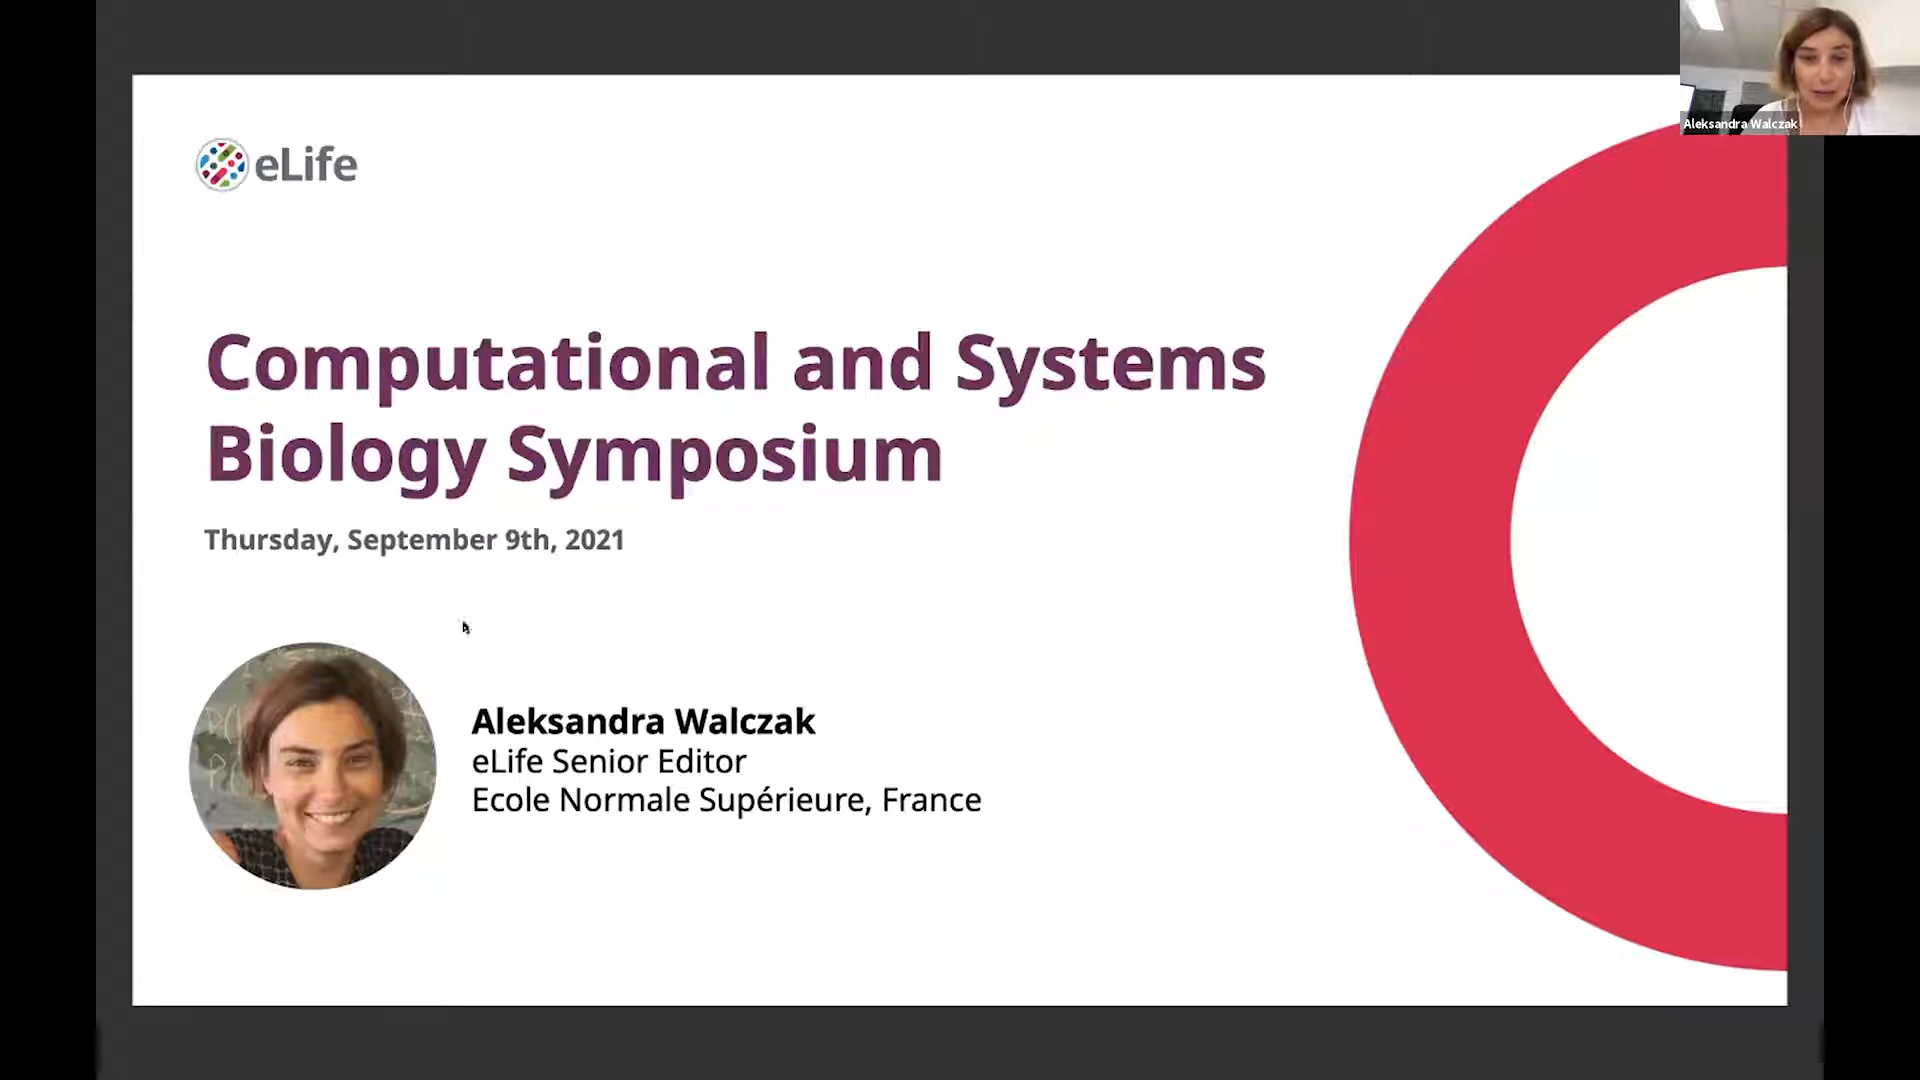 eLife
Aleksandra Walczak
Computational and Systems
Biology Symposium
Thursday, September 9th, 2021
Aleksandra Walczak
eLife Senior Editor
Ecole Normale Supérieure, France